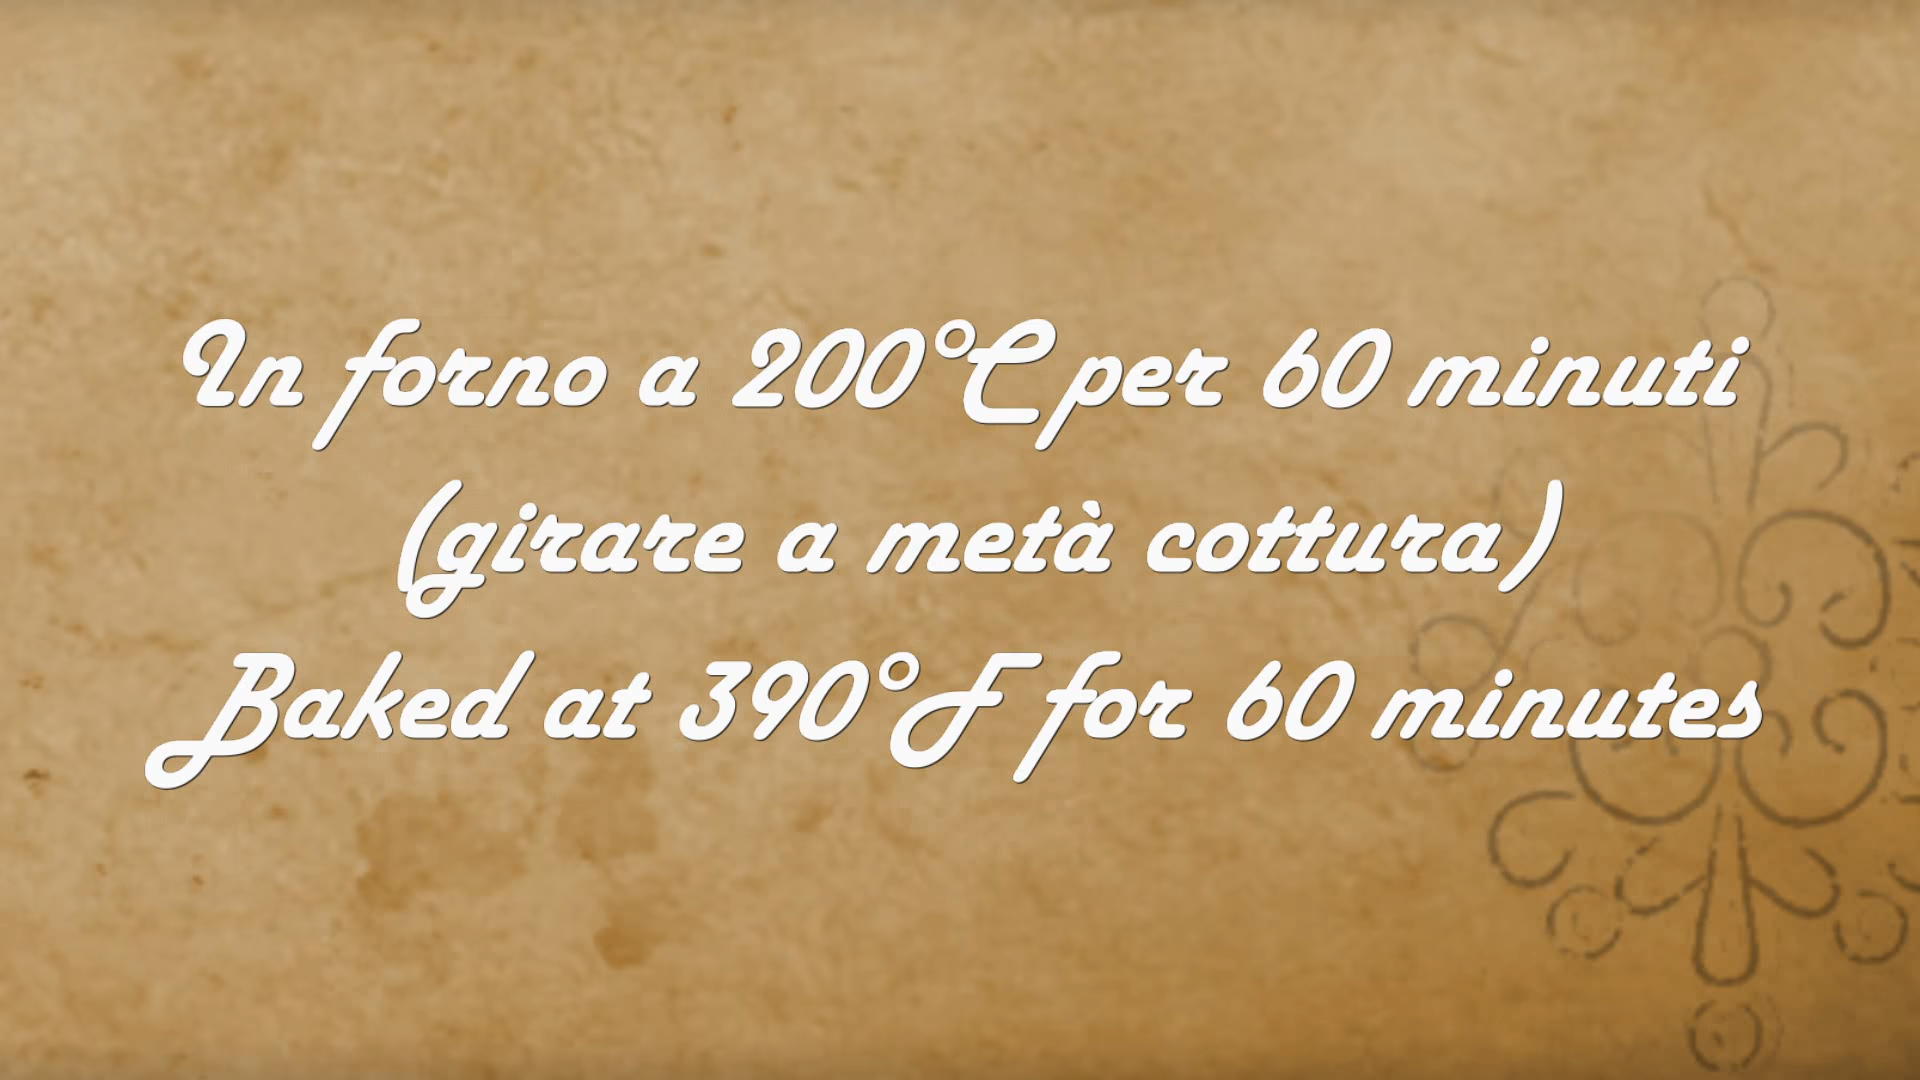 In forno a 200°C per 60 minuti
(girare a metà cottura)
Baked at 390°F for 60 minutes